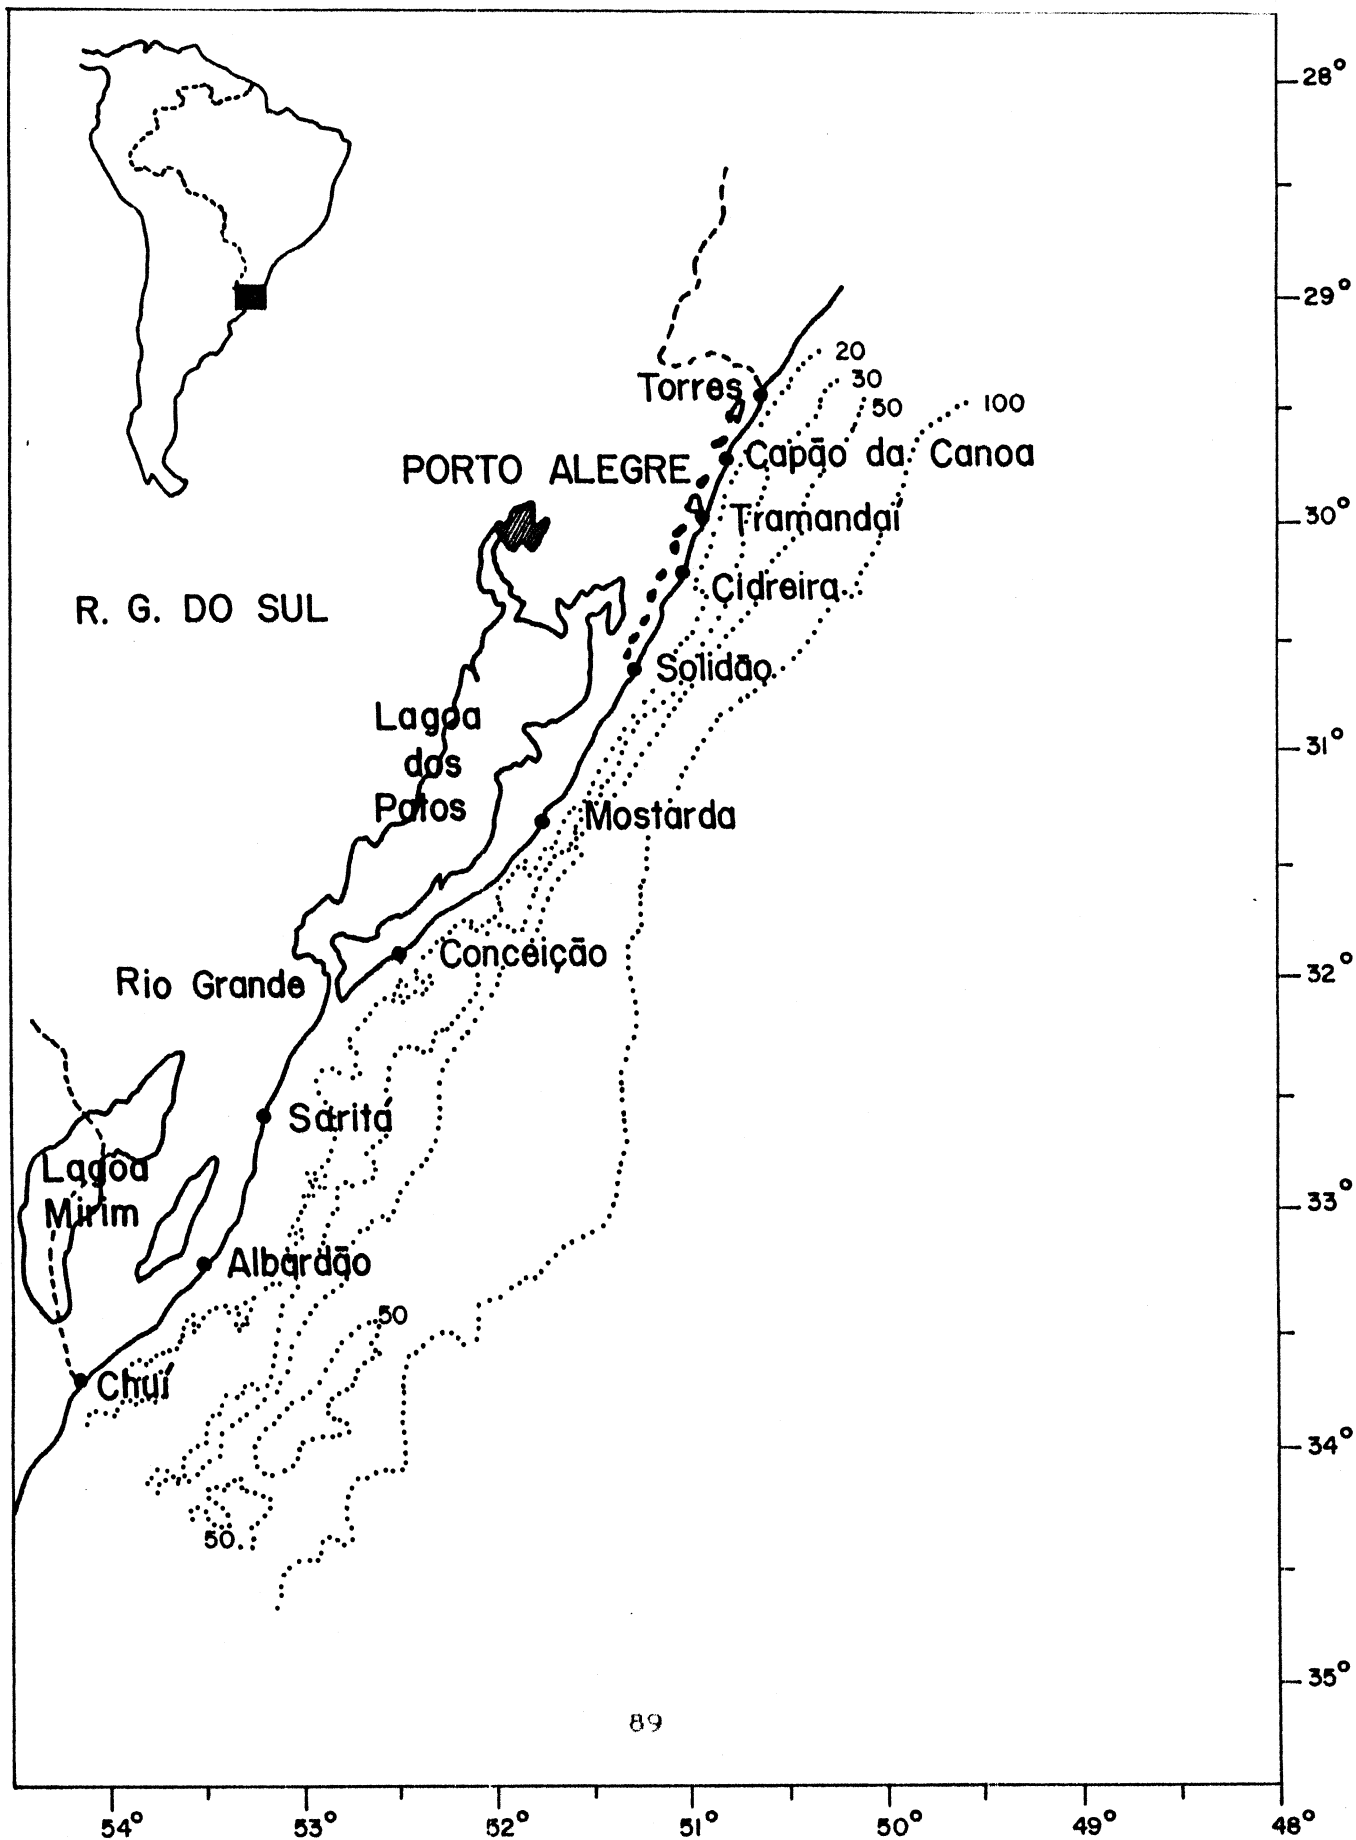 28°
29°
20
30
Torres
50
100
Capão da Canoa
PORTO ALEGRE
30°
Tramandaí
Cidreira
R. G. DO SUL
Solidão
Lagoa
dos
Patos
31°
Mostarda
Conceição
Rio Grande
32°
Sarita
Lagoa
Mirim
33°
Albardão
50
Chuí
34°
50
35°
89
54° 53° 52° 51° 50° 49° 48°